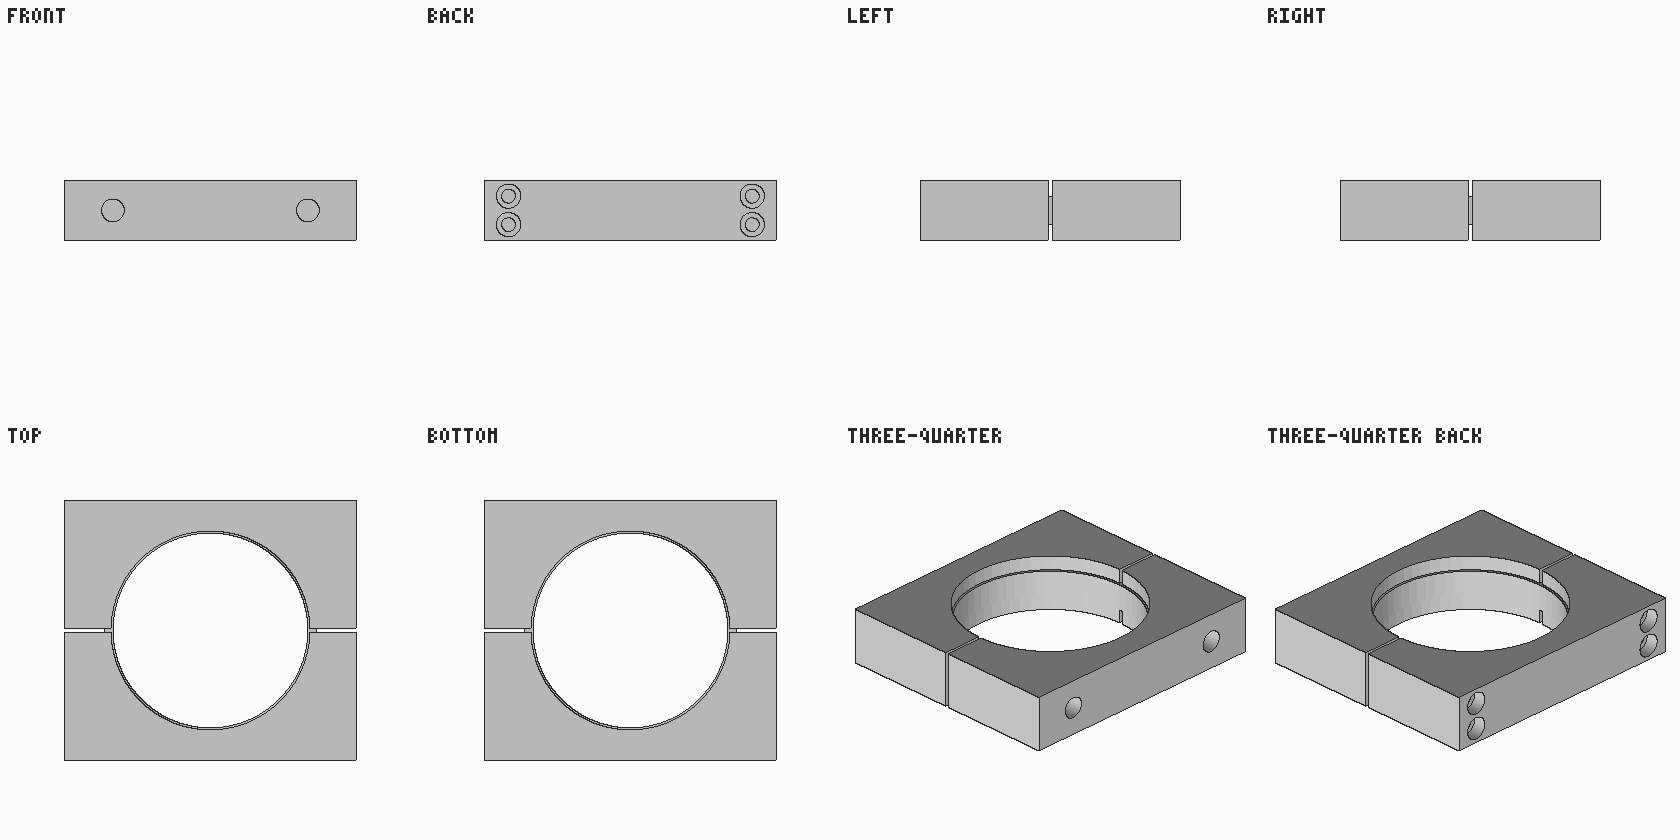 FRONT
BACK
LEFT
RIGHT
TOP
BOTTOM
THREE-QUARTER
THREE-QUARTER BACK